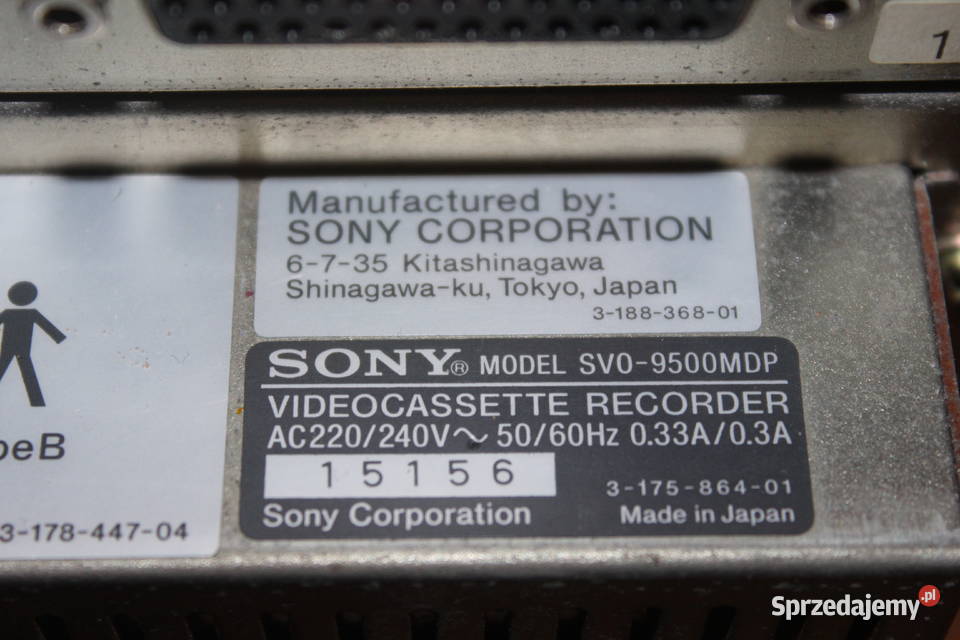 1
Manufactured by:
SONY CORPORATION
6-7-35 Kitashinagawa
Shinagawa-ku, Tokyo, Japan
3-188-368-01
peB
3-178-447-04
SONY® MODEL SVO-9500MDP
VIDEOCASSETTE RECORDER
AC220/240V～ 50/60Hz 0.33A/0.3A
15156
3-175-864-01
Sony Corporation
Made in Japan
Sprzedajemy.pl